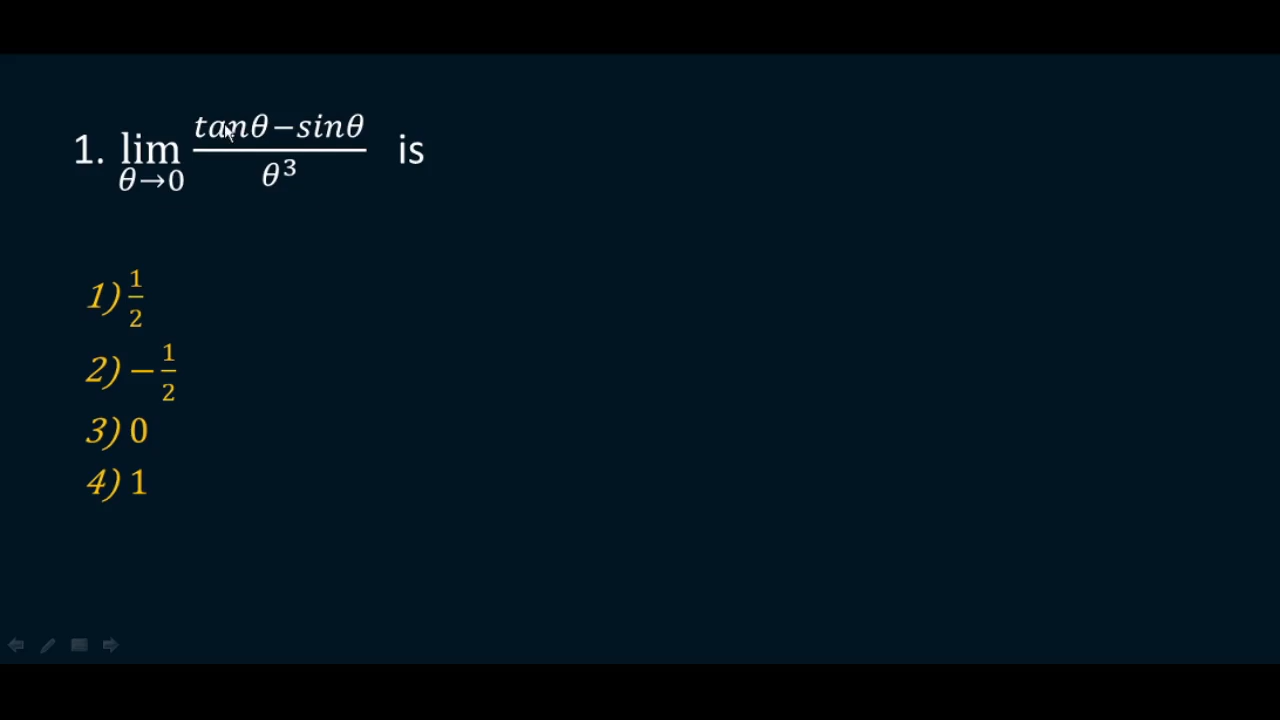 1. lim θ→0 (tanθ−sinθ)/θ³ is
1) 1/2
2) − 1/2
3) 0
4) 1